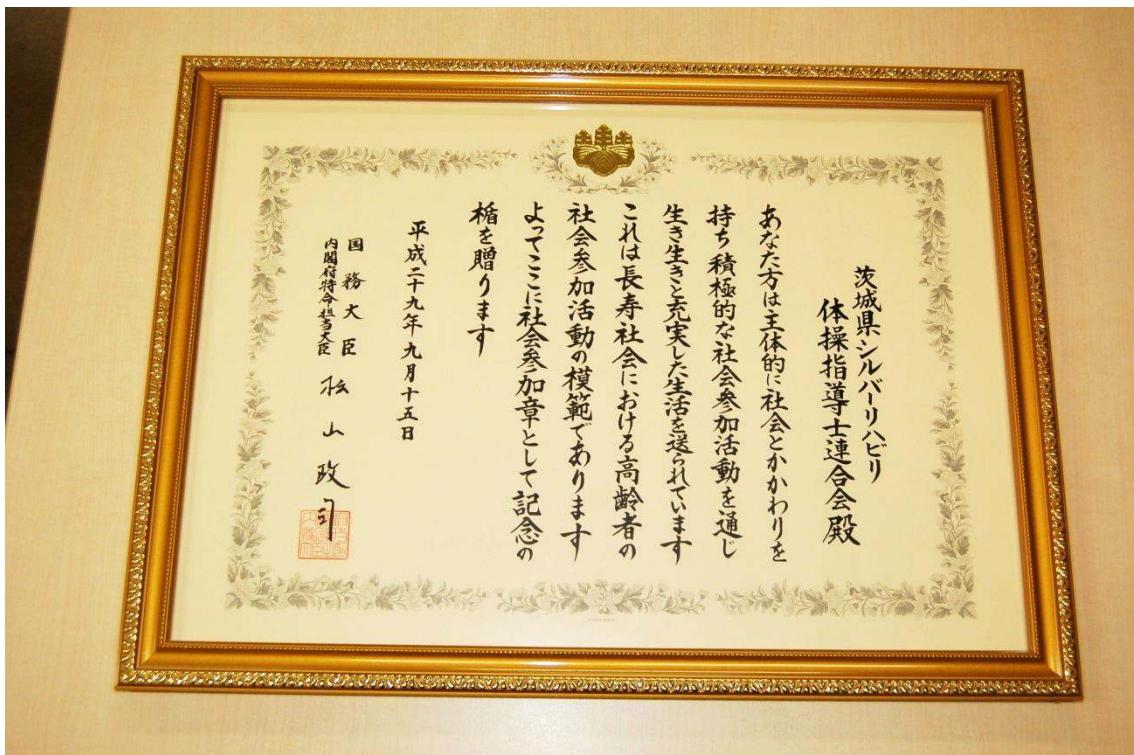 茨城県シルバーリハビリ
体操指導士連合会殿
あなた方は主体的に社会とかかわりを
持ち積極的な社会参加活動を通じ
生き生きと充実した生活を送られています
これは長寿社会における高齢者の
社会参加活動の模範であります
よってここに社会参加章として記念の
楯を贈ります
平成二十九年九月十五日
国務大臣
内閣府特命担当大臣
松山政司